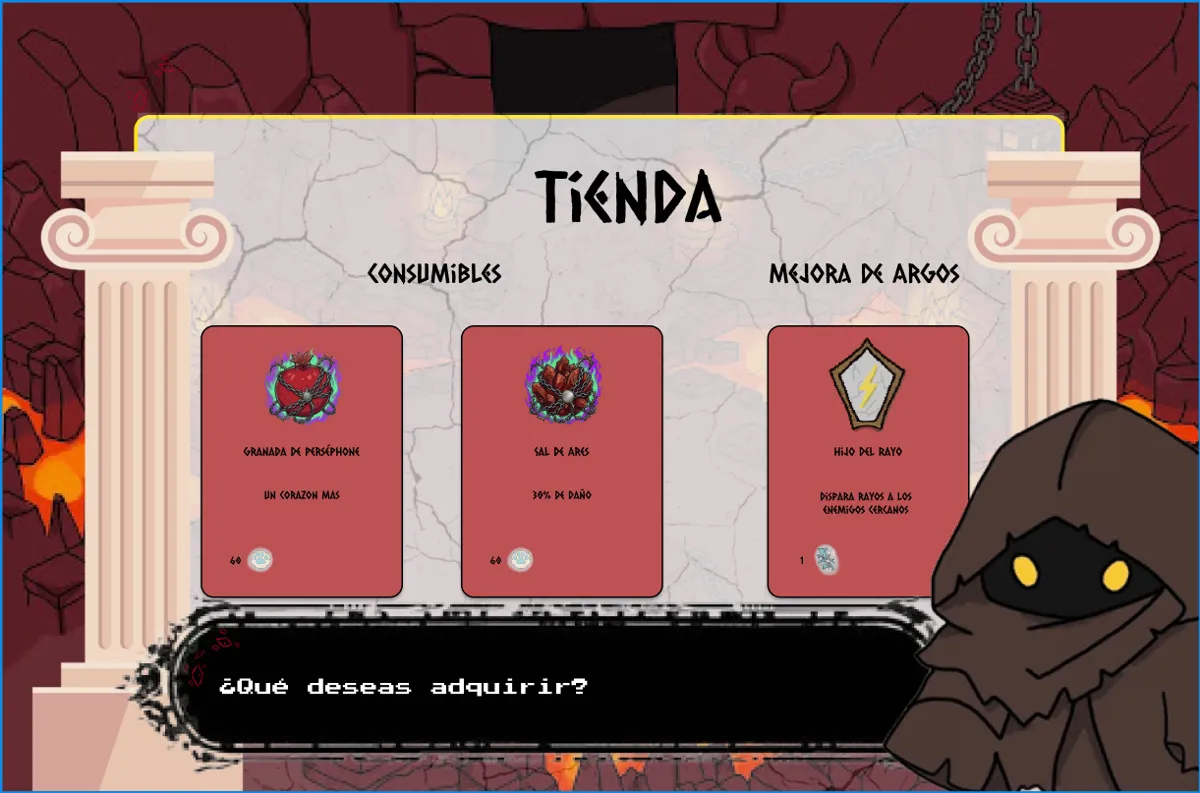 TIENDA
CONSUMIBLES
MEJORA DE ARGOS
GRANADA DE PERSÉPHONE
UN CORAZON MAS
60
SAL DE ARES
30% DE DAÑO
60
HIJO DEL RAYO
DISPARA RAYOS A LOS
ENEMIGOS CERCANOS
1
¿Qué deseas adquirir?